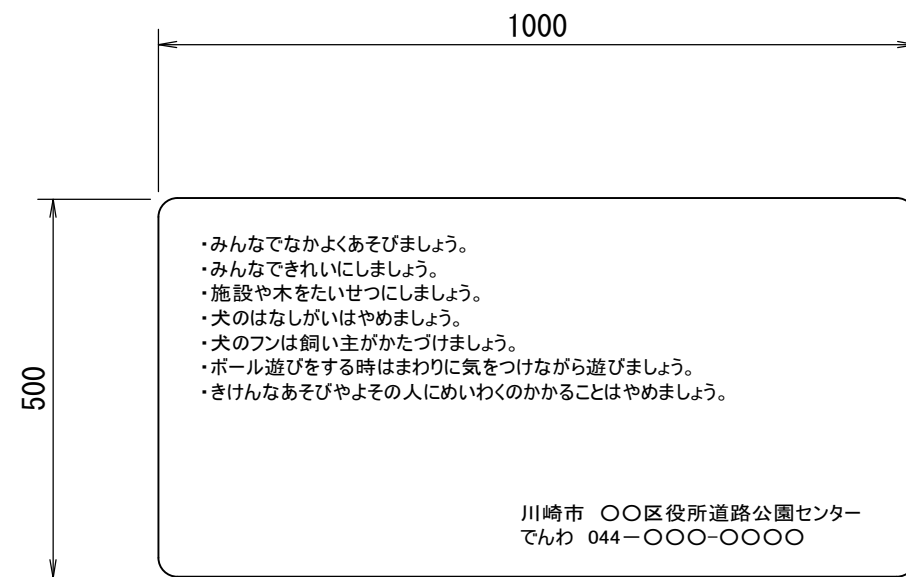 1000
500
・みんなでなかよくあそびましょう。
・みんなできれいにしましょう。
・施設や木をたいせつにしましょう。
・犬のはなしがいはやめましょう。
・犬のフンは飼い主がかたづけましょう。
・ボール遊びをする時はまわりに気をつけながら遊びましょう。
・きけんなあそびやよその人にめいわくのかかることはやめましょう。
川崎市 〇〇区役所道路公園センター
でんわ 044－〇〇〇-〇〇〇〇